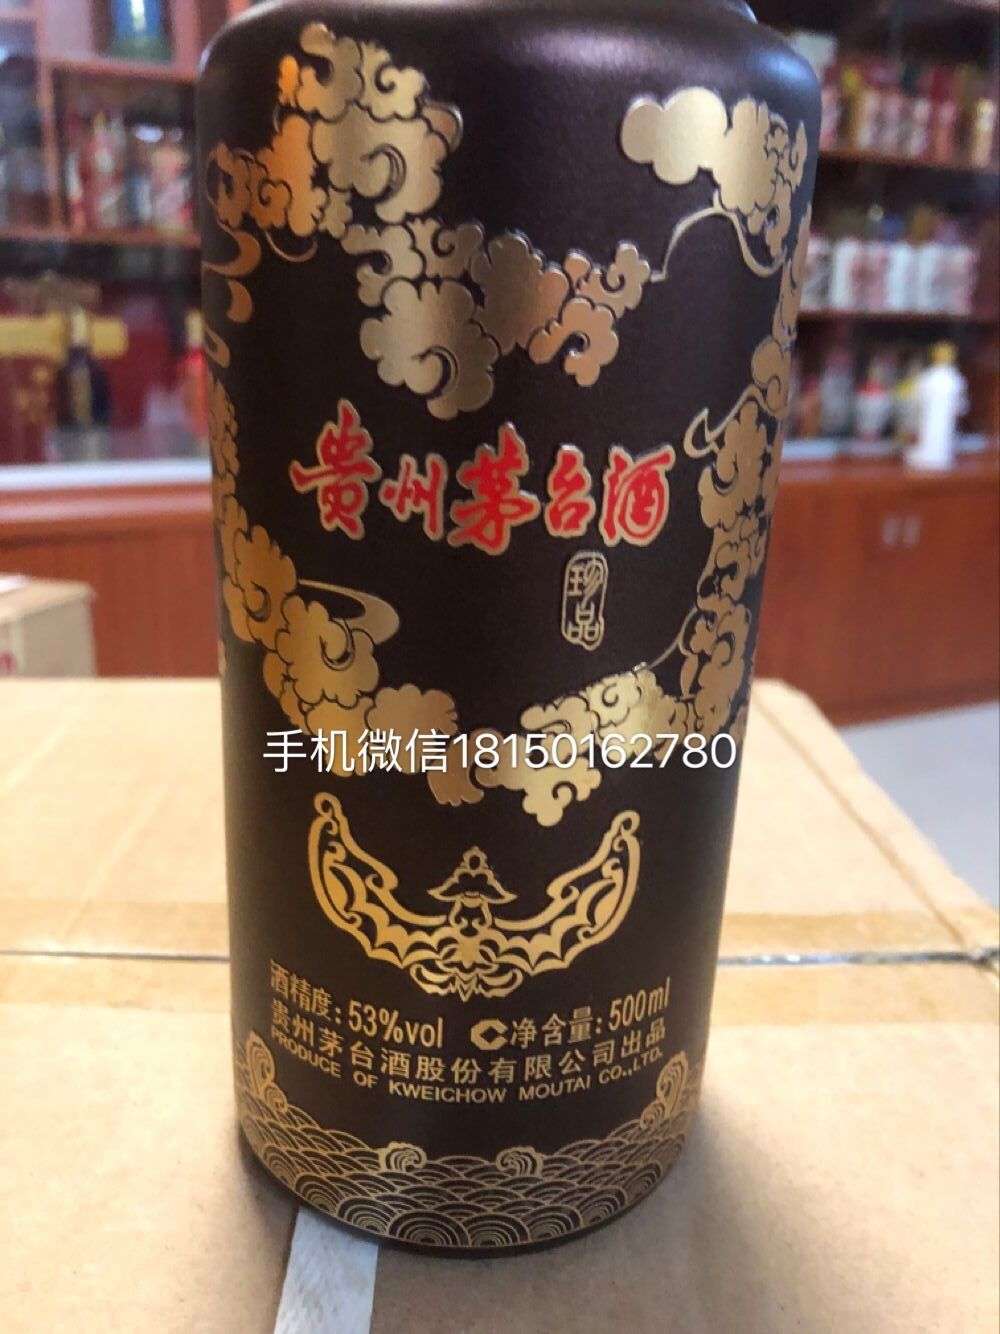 贵州茅台酒
珍品
手机微信18150162780
酒精度:53%vol 净含量:500ml
贵州茅台酒股份有限公司出品
PRODUCE OF KWEICHOW MOUTAI CO.,LTD.